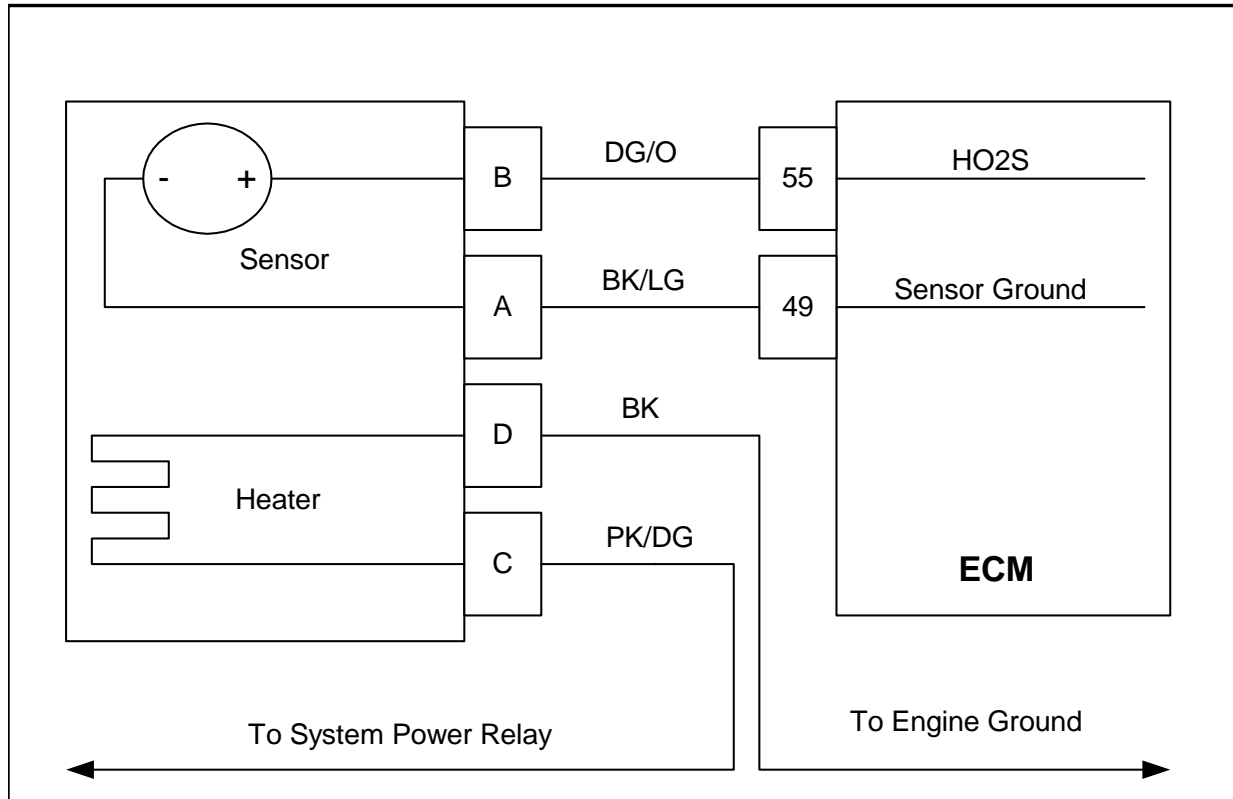 - +
B
DG/O
55
HO2S
Sensor
A
BK/LG
49
Sensor Ground
D
BK
Heater
C
PK/DG
ECM
To System Power Relay
To Engine Ground